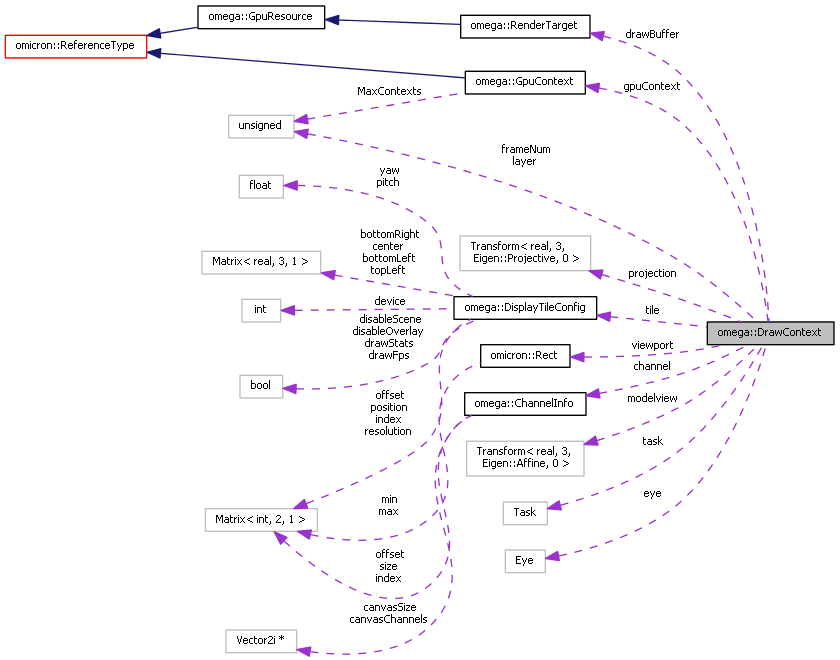 omega::GpuResource
omega::RenderTarget
omicron::ReferenceType
drawBuffer
omega::GpuContext
gpuContext
MaxContexts
unsigned
frameNum
layer
yaw
pitch
float
bottomRight
center
bottomLeft
topLeft
Matrix< real, 3, 1 >
Transform< real, 3,
Eigen::Projective, 0 >
projection
device
int
omega::DisplayTileConfig
tile
omega::DrawContext
disableScene
disableOverlay
drawStats
drawFps
bool
omicron::Rect
viewport
channel
offset
position
index
resolution
omega::ChannelInfo
modelview
Transform< real, 3,
Eigen::Affine, 0 >
task
min
max
Matrix< int, 2, 1 >
Task
eye
Eye
offset
size
index
canvasSize
canvasChannels
Vector2i *